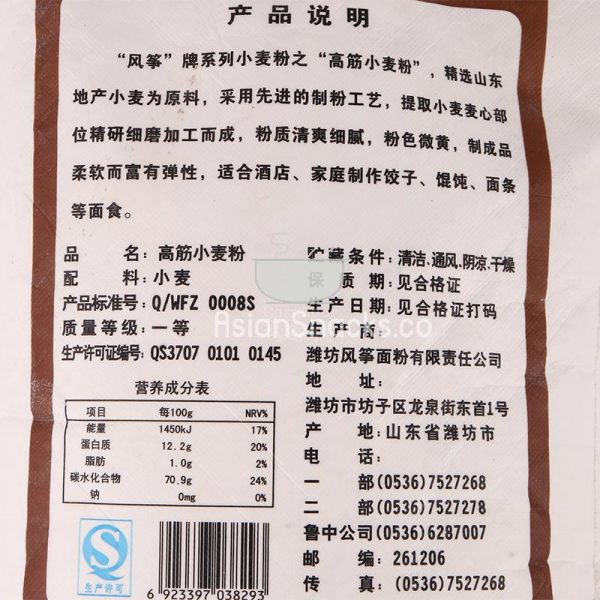 产品说明
“风筝”牌系列小麦粉之“高筋小麦粉”，精选山东
地产小麦为原料，采用先进的制粉工艺，提取小麦麦心部
位精研细磨加工而成，粉质清爽细腻，粉色微黄，制成品
柔软而富有弹性，适合酒店、家庭制作饺子、馄饨、面条
等面食。
品 名：高筋小麦粉
配 料：小麦
产品标准号：Q/WFZ 0008S
质量等级：一等
生产许可证编号：QS3707 0101 0145
营养成分表
项目 每100g NRV%
能量 1450kJ 17%
蛋白质 12.2g 20%
脂肪 1.0g 2%
碳水化合物 70.9g 24%
钠 0mg 0%
生产许可
6 923397 038293
贮藏条件：清洁、通风、阴凉、干燥
保质期：见合格证
生产日期：见合格证打码
生产商：
潍坊风筝面粉有限责任公司
地 址：
潍坊市坊子区龙泉街东首1号
产 地：山东省潍坊市
电 话：
一 部(0536)7527268
二 部(0536)7527278
鲁中公司(0536)6287007
邮 编：261206
传 真：(0536)7527268
AsianSnacks.co